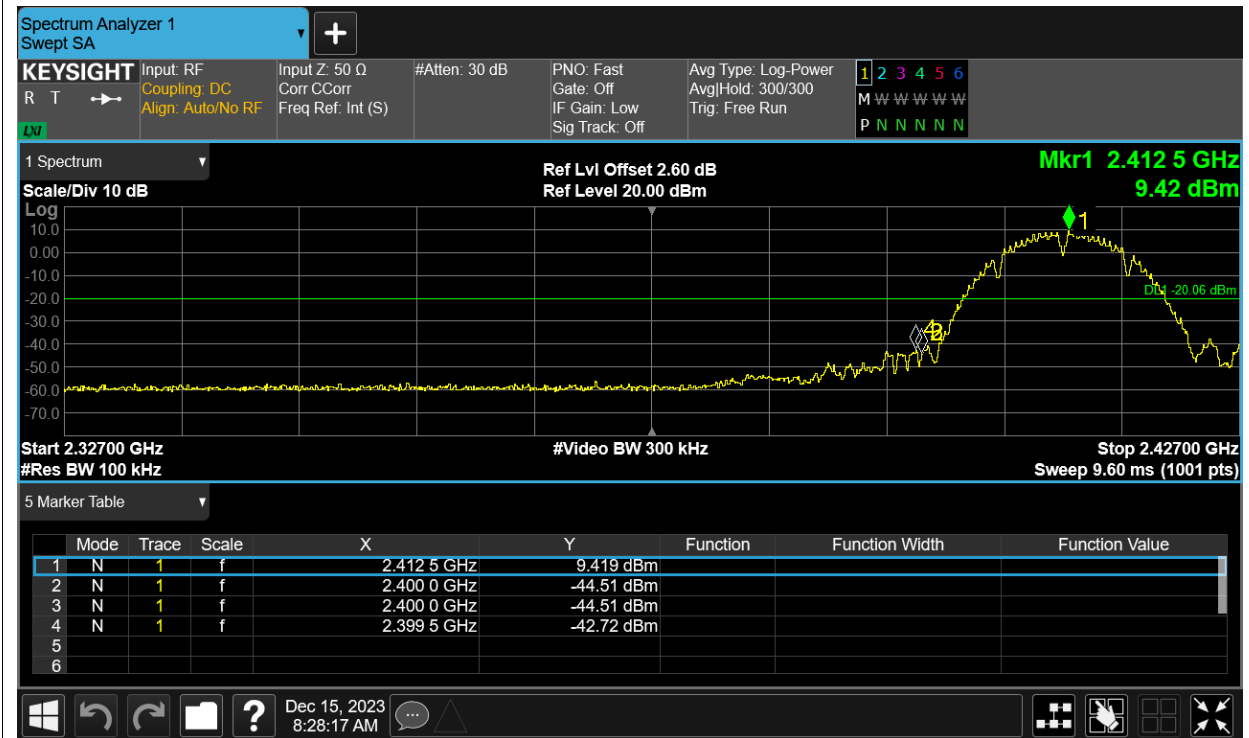 Spectrum Analyzer 1
Swept SA
+
KEYSIGHT Input: RF Input Z: 50 Ω #Atten: 30 dB PNO: Fast Avg Type: Log-Power 1 2 3 4 5 6
R T Coupling: DC Corr CCorr Gate: Off Avg|Hold: 300/300 M W W W W W
Align: Auto/No RF Freq Ref: Int (S) IF Gain: Low Trig: Free Run
LXI Sig Track: Off P N N N N N
1 Spectrum Ref Lvl Offset 2.60 dB Mkr1 2.412 5 GHz
Scale/Div 10 dB Ref Level 20.00 dBm 9.42 dBm
Log
1
10.0
0.00
-10.0
DL1 -20.06 dBm
-20.0
-30.0
-40.0
-50.0
-60.0
-70.0
Start 2.32700 GHz #Video BW 300 kHz Stop 2.42700 GHz
#Res BW 100 kHz Sweep 9.60 ms (1001 pts)
5 Marker Table
Mode Trace Scale X Y Function Function Width Function Value
1 N 1 f 2.412 5 GHz 9.419 dBm
2 N 1 f 2.400 0 GHz -44.51 dBm
3 N 1 f 2.400 0 GHz -44.51 dBm
4 N 1 f 2.399 5 GHz -42.72 dBm
5
6
? Dec 15, 2023
8:28:17 AM